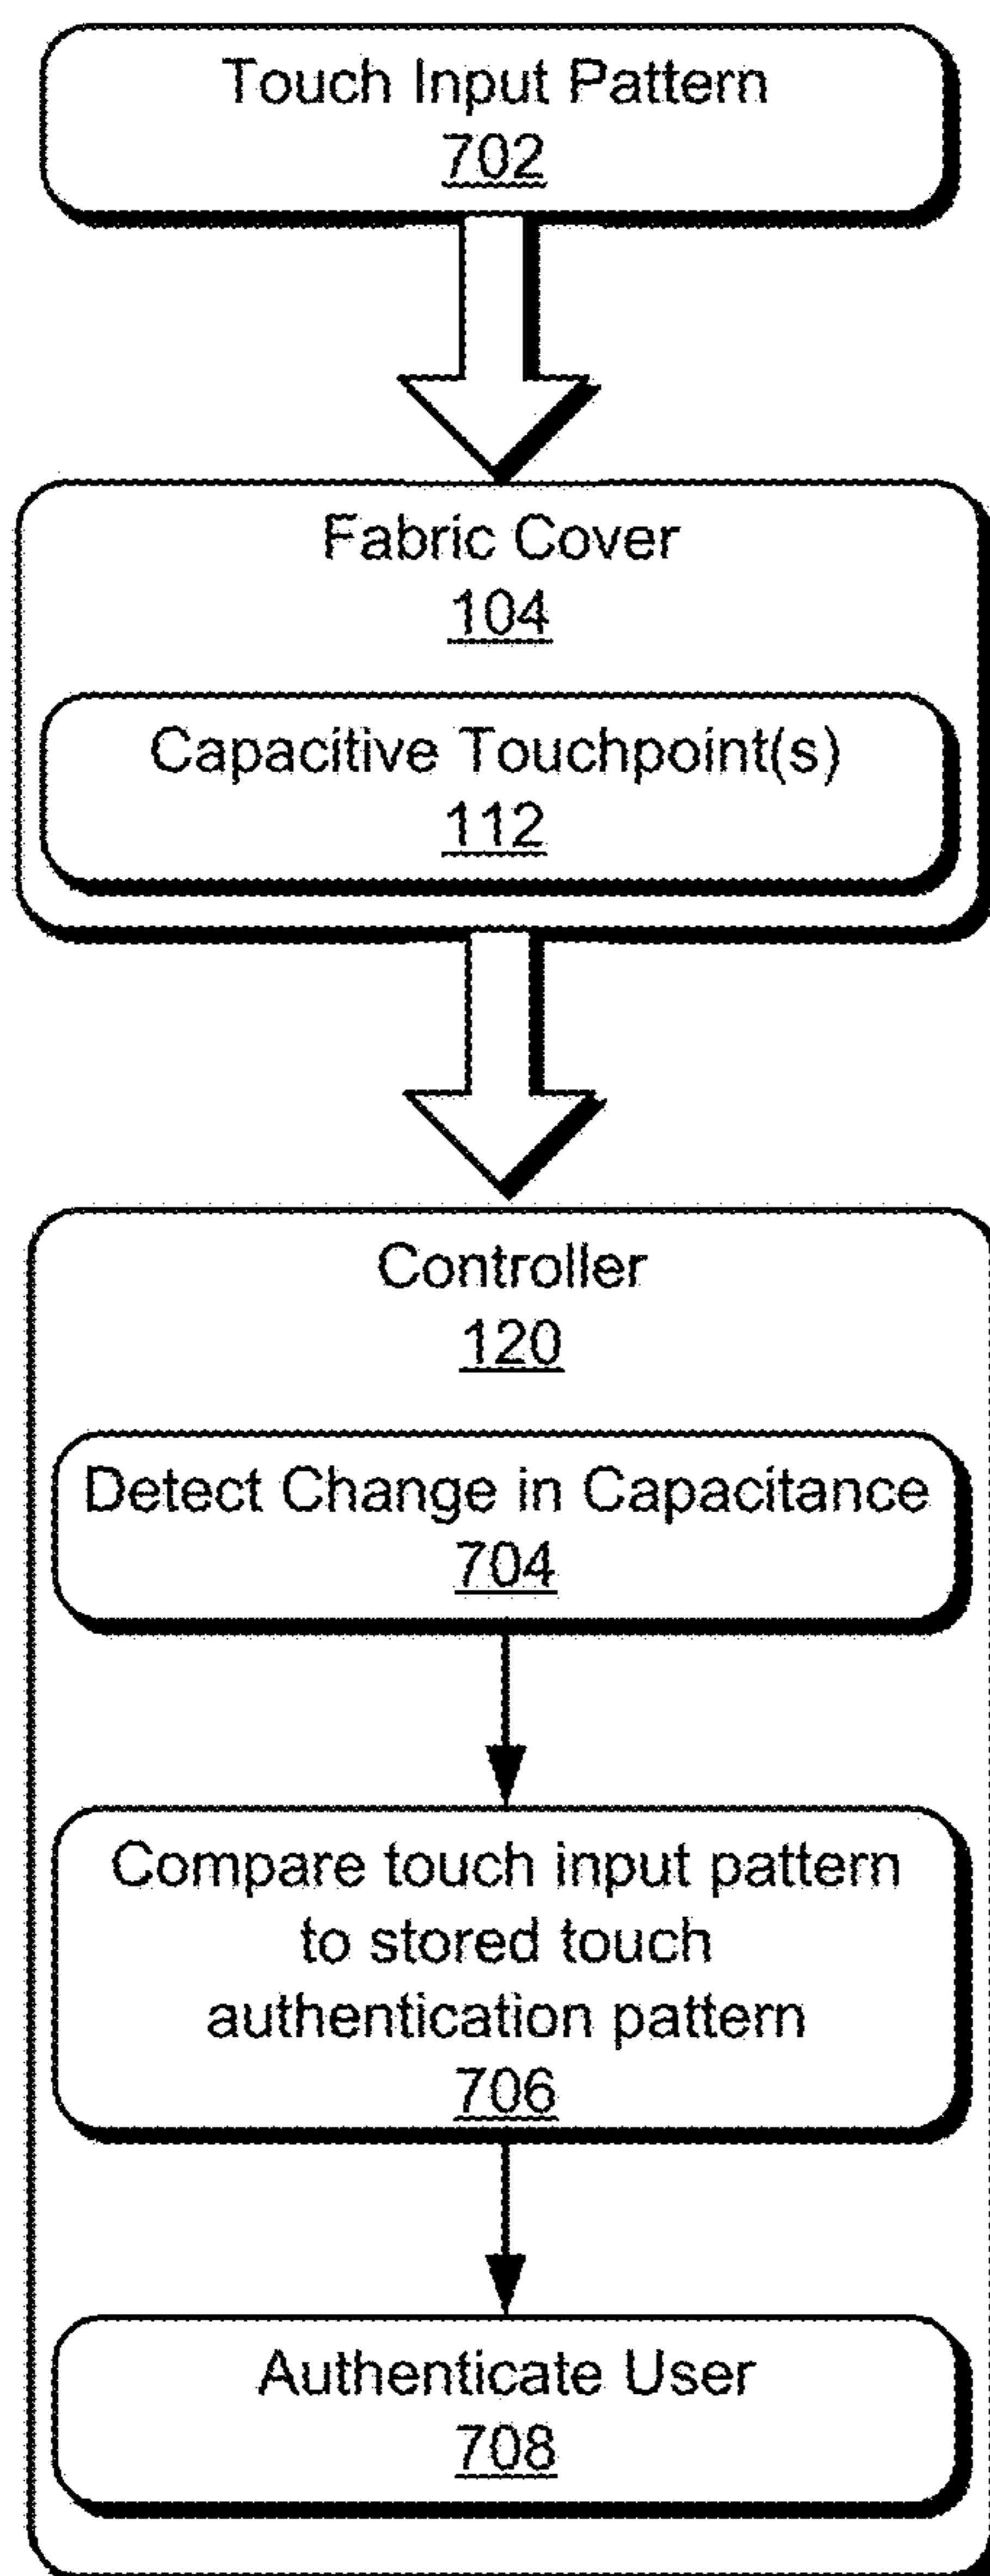 Touch Input Pattern
702
Fabric Cover
104
Capacitive Touchpoint(s)
112
Controller
120
Detect Change in Capacitance
704
Compare touch input pattern
to stored touch
authentication pattern
706
Authenticate User
708